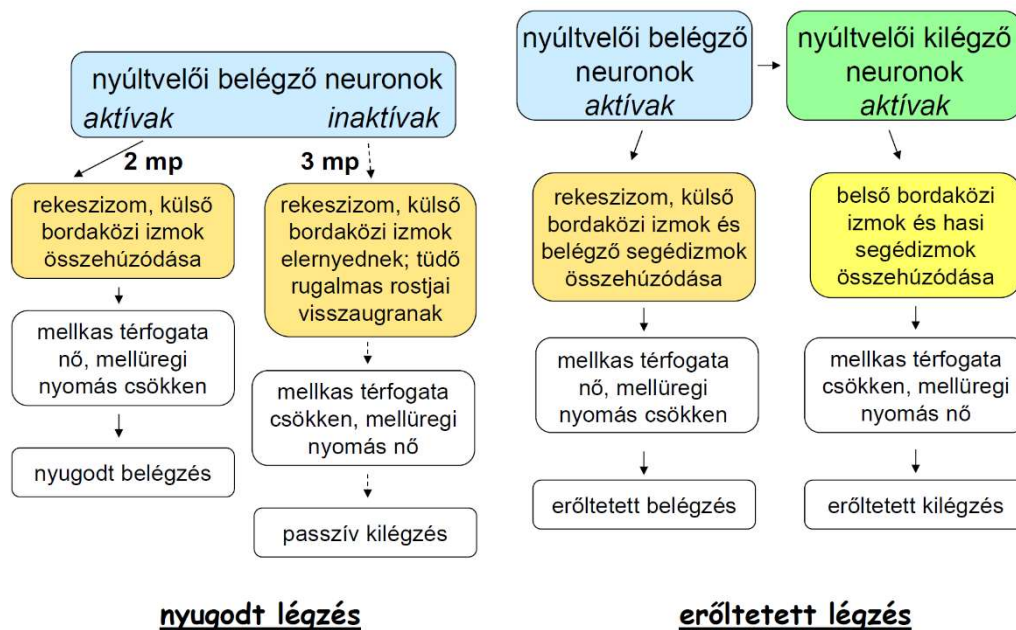 nyúltvelői belégző neuronok
aktívak inaktívak
2 mp
rekeszizom, külső
bordaközi izmok
összehúzódása
mellkas térfogata
nő, mellüregi
nyomás csökken
nyugodt belégzés
3 mp
rekeszizom, külső
bordaközi izmok
elernyednek; tüdő
rugalmas rostjai
visszaugranak
mellkas térfogata
csökken, mellüregi
nyomás nő
passzív kilégzés
nyugodt légzés
nyúltvelői belégző
neuronok
aktívak
rekeszizom, külső
bordaközi izmok és
belégző segédizmok
összehúzódása
mellkas térfogata
nő, mellüregi
nyomás csökken
erőltetett belégzés
nyúltvelői kilégző
neuronok
aktívak
belső bordaközi
izmok és hasi
segédizmok
összehúzódása
mellkas térfogata
csökken, mellüregi
nyomás nő
erőltetett kilégzés
erőltetett légzés